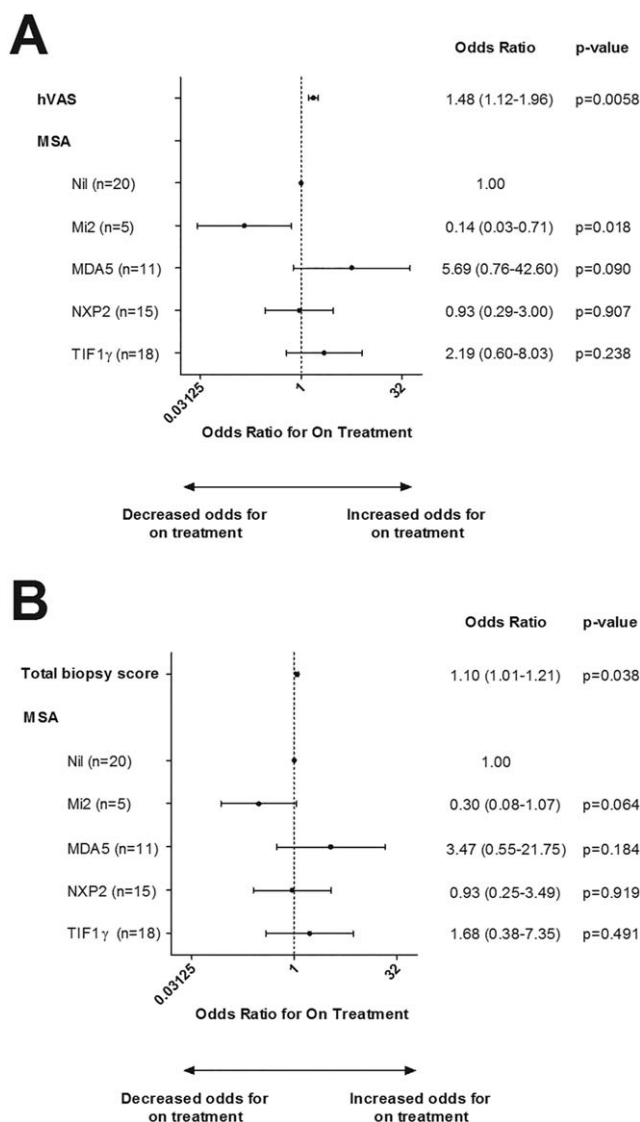 A
Odds Ratio p-value
hVAS 1.48 (1.12-1.96) p=0.0058
MSA
Nil (n=20) 1.00
Mi2 (n=5) 0.14 (0.03-0.71) p=0.018
MDA5 (n=11) 5.69 (0.76-42.60) p=0.090
NXP2 (n=15) 0.93 (0.29-3.00) p=0.907
TIF1γ (n=18) 2.19 (0.60-8.03) p=0.238
0.03125 1 32
Odds Ratio for On Treatment
Decreased odds for Increased odds for
on treatment on treatment
B
Odds Ratio p-value
Total biopsy score 1.10 (1.01-1.21) p=0.038
MSA
Nil (n=20) 1.00
Mi2 (n=5) 0.30 (0.08-1.07) p=0.064
MDA5 (n=11) 3.47 (0.55-21.75) p=0.184
NXP2 (n=15) 0.93 (0.25-3.49) p=0.919
TIF1γ (n=18) 1.68 (0.38-7.35) p=0.491
0.03125 1 32
Odds Ratio for On Treatment
Decreased odds for Increased odds for
on treatment on treatment